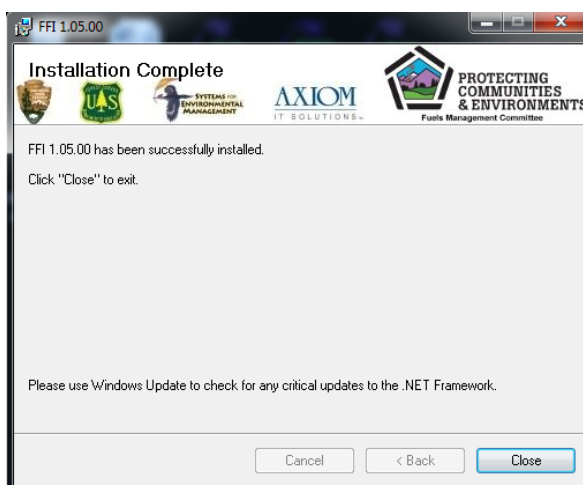 FFI 1.05.00
Installation Complete
UAS
SYSTEMS FOR
ENVIRONMENTAL
MANAGEMENT
AXIOM
IT SOLUTIONS
PROTECTING
COMMUNITIES
& ENVIRONMENTS
Fuels Management Committee
FFI 1.05.00 has been successfully installed.
Click "Close" to exit.
Please use Windows Update to check for any critical updates to the .NET Framework.
Cancel
< Back
Close